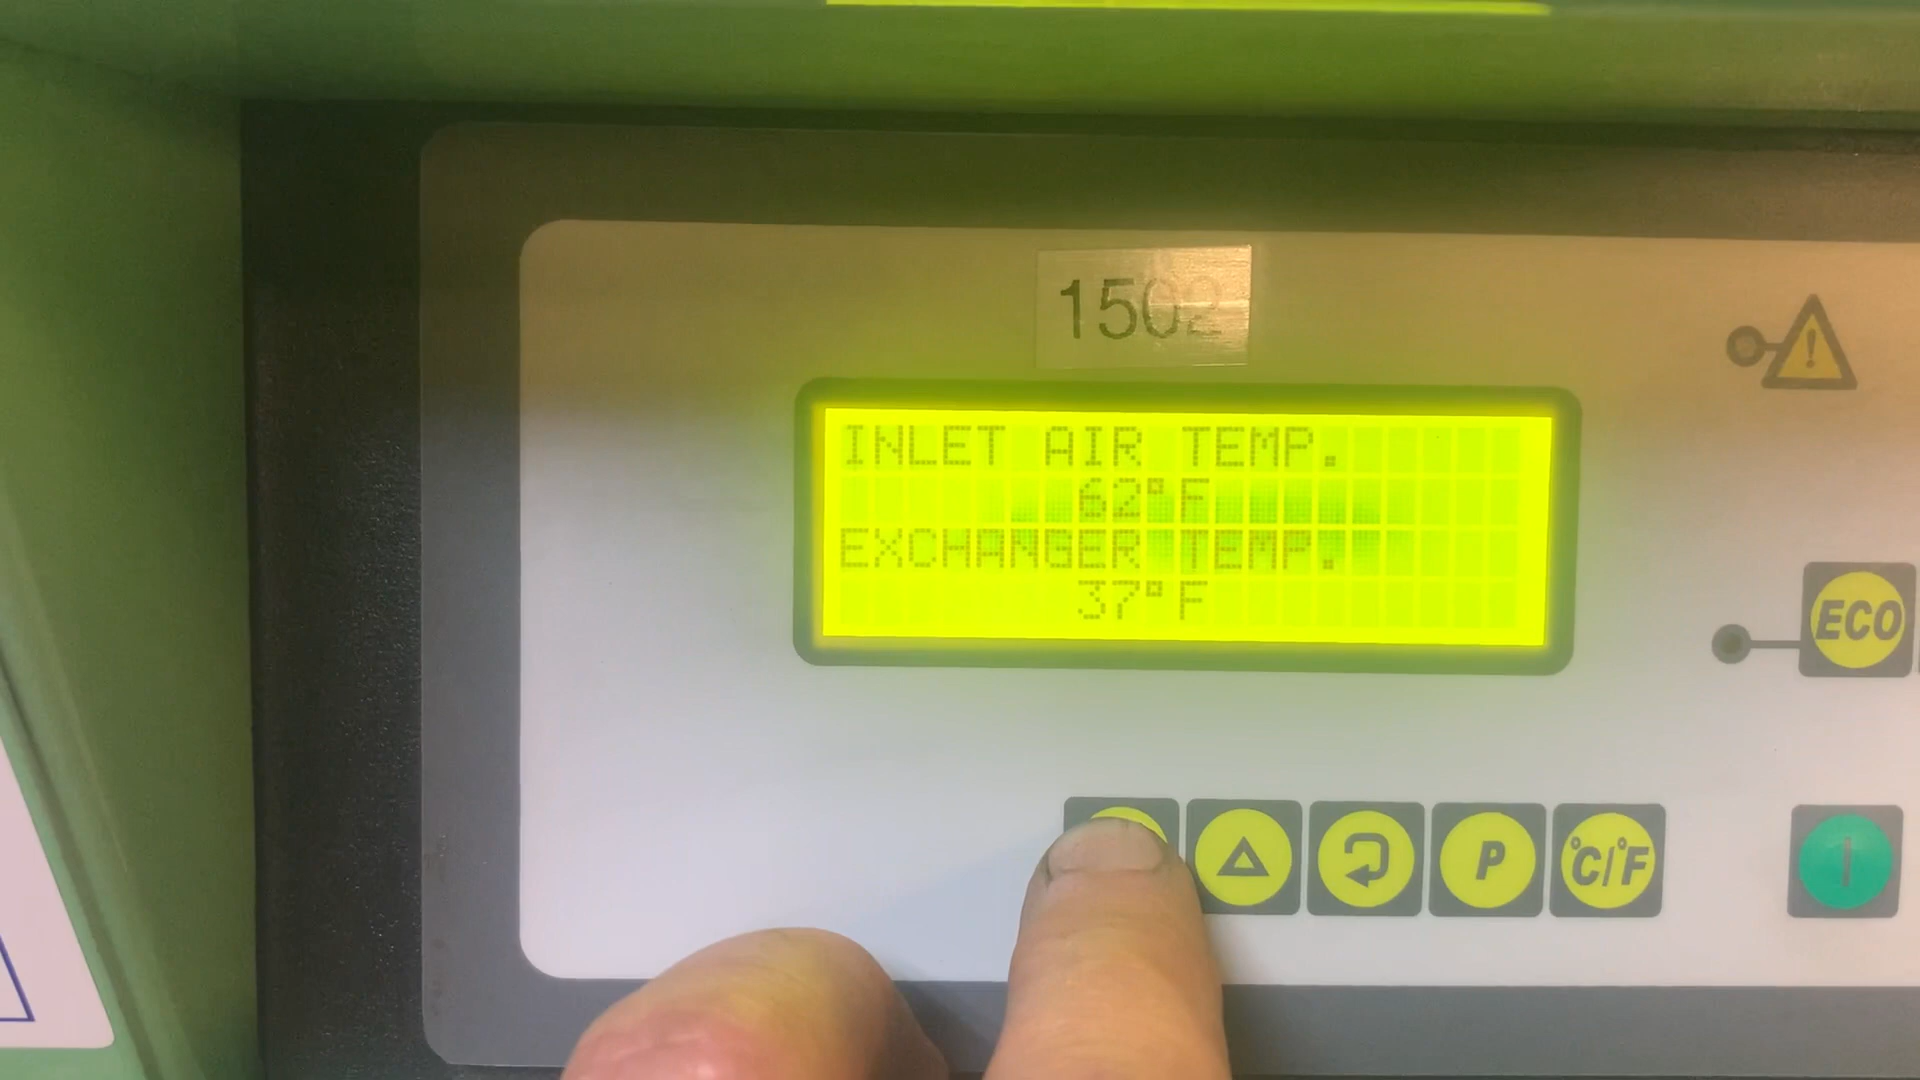 1502
INLET AIR TEMP.
62°F
EXCHANGER TEMP.
37°F
ECO
P
°C/°F